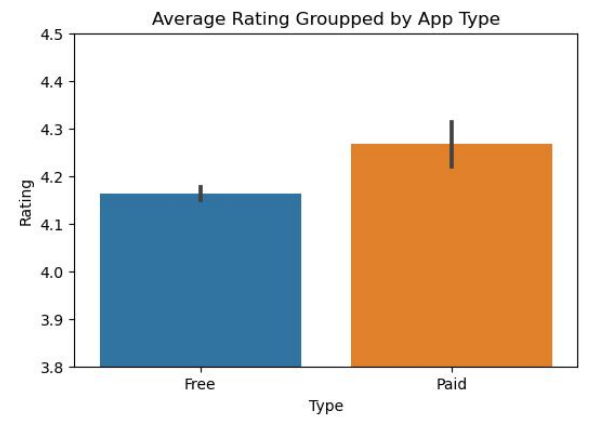 Average Rating Groupped by App Type
4.5
4.4
4.3
4.2
4.1
4.0
3.9
3.8
Rating
Free
Paid
Type